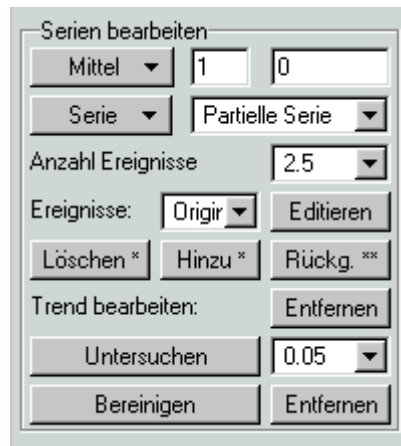 Serien bearbeiten
Mittel 1 0
Serie Partielle Serie
Anzahl Ereignisse 2.5
Ereignisse: Origir Editieren
Löschen * Hinzu * Rückg. **
Trend bearbeiten: Entfernen
Untersuchen 0.05
Bereinigen Entfernen